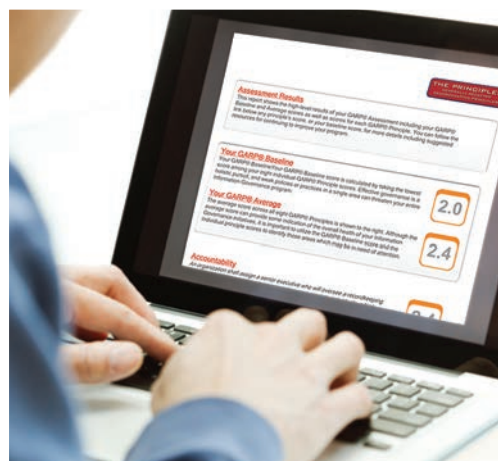 THE PRINCIPLES
Assessment Results
This report shows the high-level results of your GARP® Assessment including your GARP®
Baseline and Average scores as well as scores for each GARP® Principle. You can follow the
link below any principle's score, or your baseline score, for more details including suggested
resources for continuing to improve your program.
Your GARP® Baseline
Your GARP® Baseline score is calculated by taking the lowest
score among your eight individual GARP® Principle scores. Effective governance is a
holistic pursuit, and weak policies or practices in a single area can threaten your entire
Information Governance program.
2.0
Your GARP® Average
The average score across all eight GARP® Principles is shown to the right. Although the
average score can provide some indication of the overall health of your information
Governance initiatives, it is important to utilize the GARP® Baseline score and the
individual principle scores to identify those areas which may be in need of attention.
2.4
Accountability
An organization shall assign a senior executive who will oversee a recordkeeping